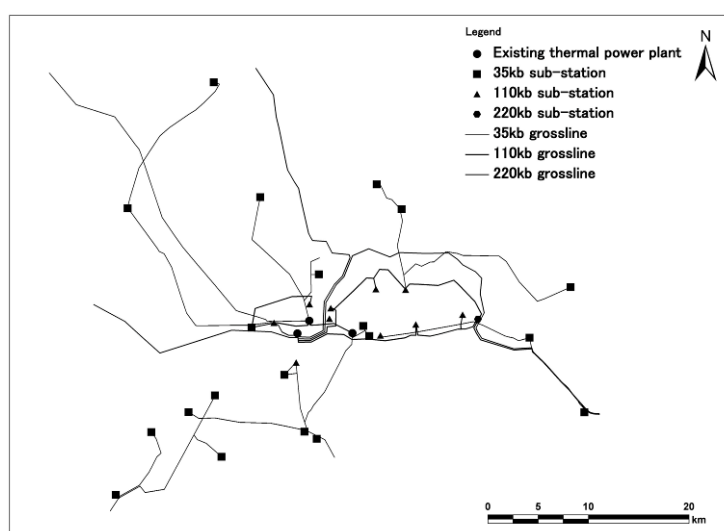 Legend
N
Existing thermal power plant
35kb sub-station
110kb sub-station
220kb sub-station
35kb grossline
110kb grossline
220kb grossline
0 5 10 20
km